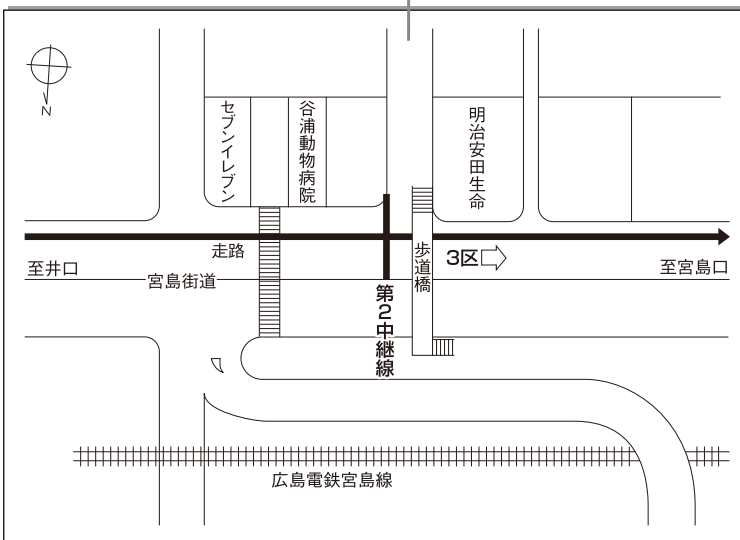 N
セブンイレブン
谷浦動物病院
明治安田生命
走路
歩道橋
3区
至井口
宮島街道
至宮島口
第2中継線
広島電鉄宮島線